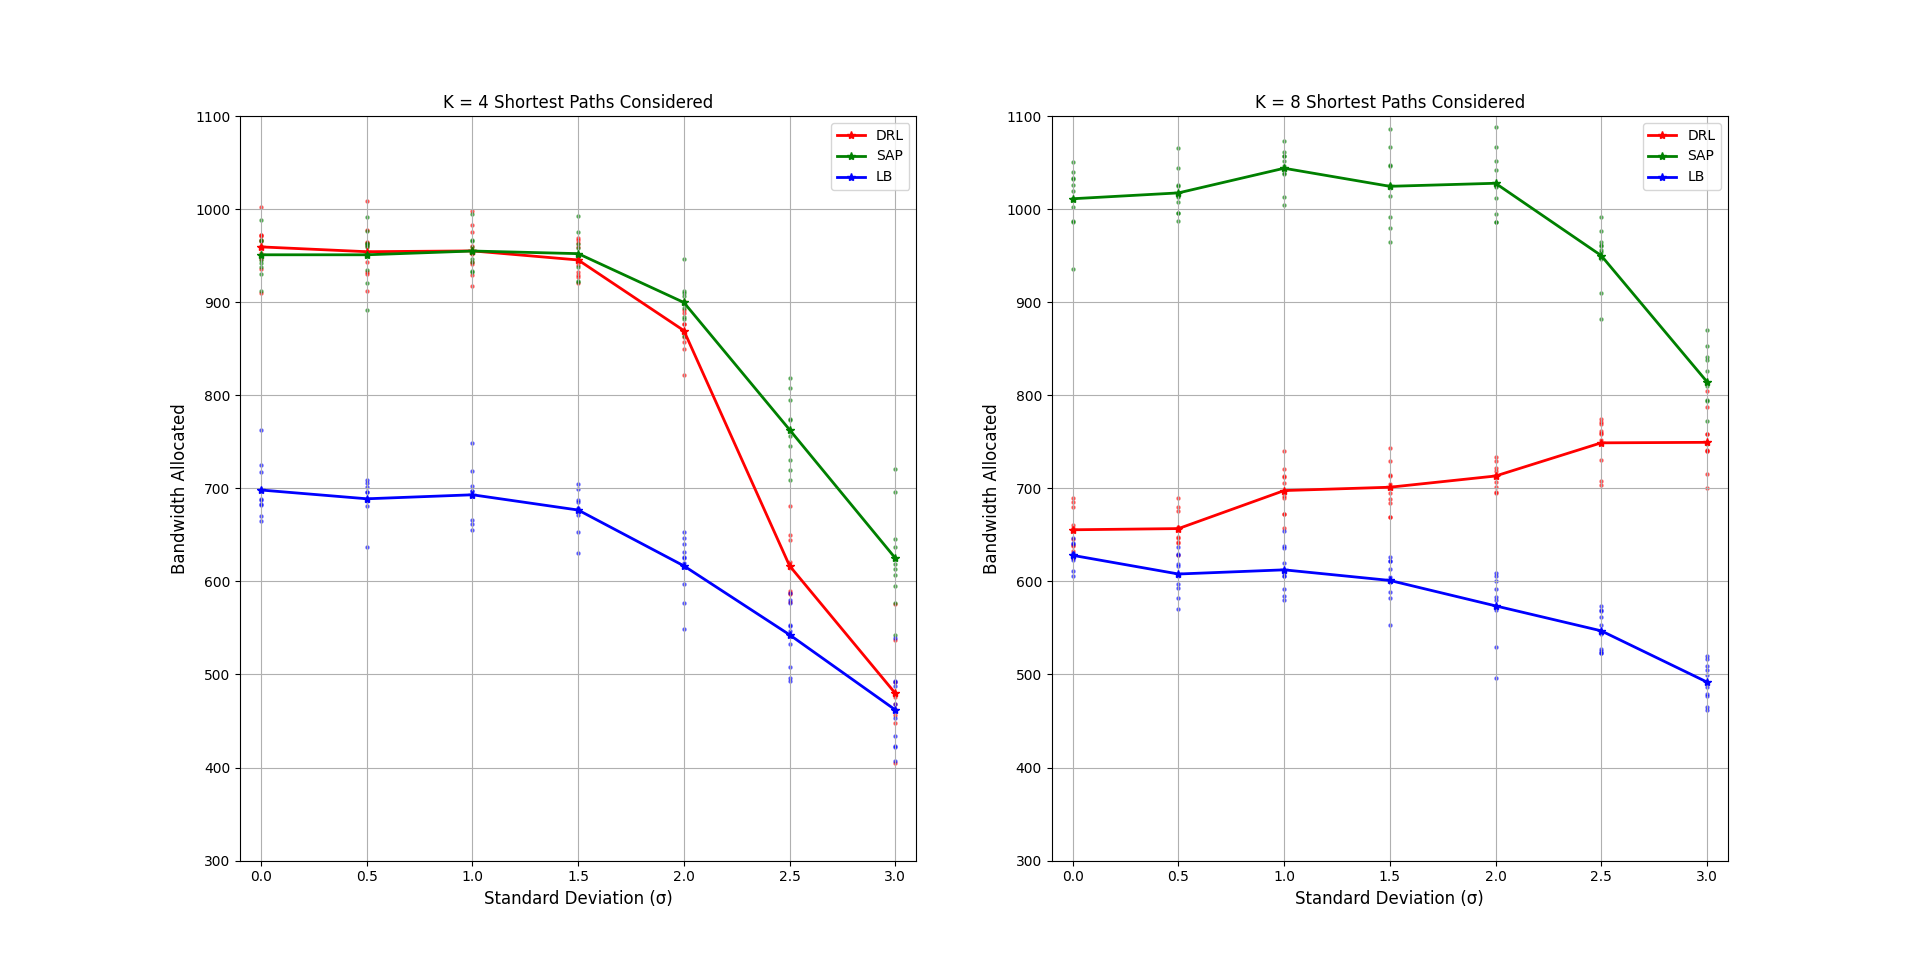 K = 4 Shortest Paths Considered
1100
1000
900
800
700
600
500
400
300
Bandwidth Allocated
0.0 0.5 1.0 1.5 2.0 2.5 3.0
Standard Deviation (σ)
DRL
SAP
LB
K = 8 Shortest Paths Considered
1100
1000
900
800
700
600
500
400
300
Bandwidth Allocated
0.0 0.5 1.0 1.5 2.0 2.5 3.0
Standard Deviation (σ)
DRL
SAP
LB